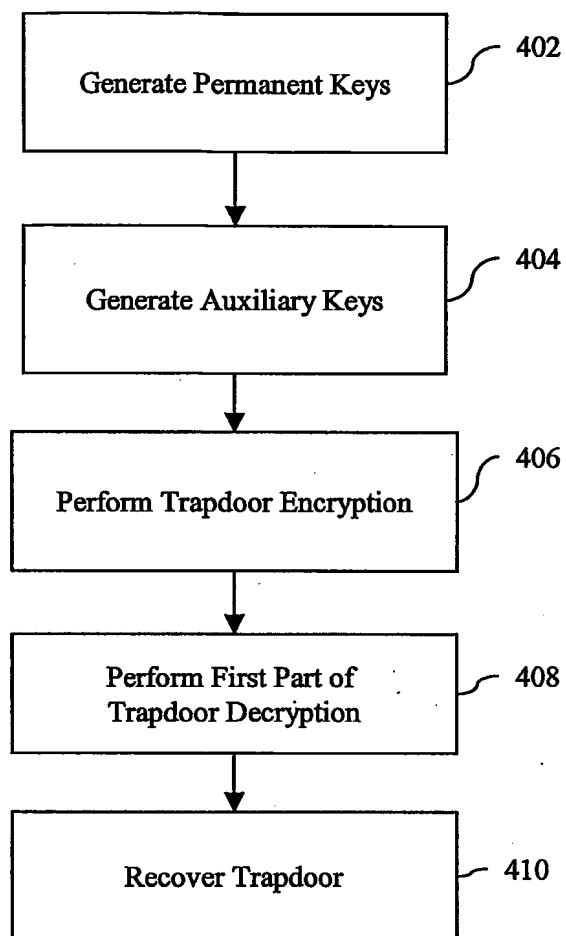 Generate Permanent Keys
402
Generate Auxiliary Keys
404
Perform Trapdoor Encryption
406
Perform First Part of
Trapdoor Decryption
408
Recover Trapdoor
410